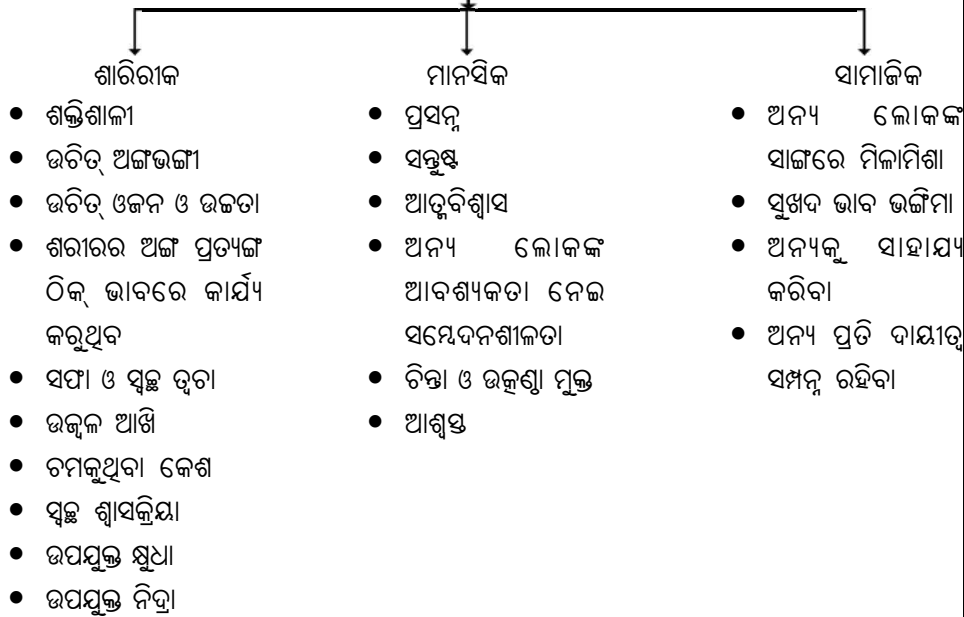 ଶାରିରୀକ
● ଶକ୍ତିଶାଳୀ
● ଉଚିତ୍ ଅଙ୍ଗଭଙ୍ଗୀ
● ଉଚିତ୍ ଓଜନ ଓ ଉଚ୍ଚତା
● ଶରୀରର ଅଙ୍ଗ ପ୍ରତ୍ୟଙ୍ଗ
ଠିକ୍ ଭାବରେ କାର୍ଯ୍ୟ
କରୁଥିବ
● ସଫା ଓ ସ୍ୱଚ୍ଛ ତ୍ୱଚା
● ଉଜ୍ୱଳ ଆଖି
● ଚମକୁଥିବା କେଶ
● ସ୍ୱଚ୍ଛ ଶ୍ୱାସକ୍ରିୟା
● ଉପଯୁକ୍ତ କ୍ଷୁଧା
● ଉପଯୁକ୍ତ ନିଦ୍ରା
ମାନସିକ
● ପ୍ରସନ୍ନ
● ସନ୍ତୁଷ୍ଟ
● ଆତ୍ମବିଶ୍ୱାସ
● ଅନ୍ୟ ଲୋକଙ୍କ
ଆବଶ୍ୟକତା ନେଇ
ସମ୍ୱେଦନଶୀଳତା
● ଚିନ୍ତା ଓ ଉତ୍କଣ୍ଠା ମୁକ୍ତ
● ଆଶ୍ୱସ୍ତ
ସାମାଜିକ
● ଅନ୍ୟ ଲୋକଙ୍କ
ସାଙ୍ଗରେ ମିଳାମିଶା
● ସୁଖଦ ଭାବ ଭଙ୍ଗିମା
● ଅନ୍ୟକୁ ସାହାଯ୍ୟ
କରିବା
● ଅନ୍ୟ ପ୍ରତି ଦାୟୀତ୍ୱ
ସମ୍ପନ୍ନ ରହିବା